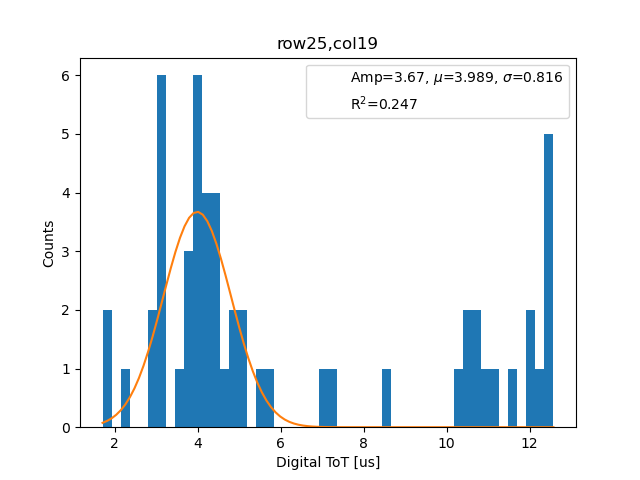 row25,col19
Amp=3.67, μ=3.989, σ=0.816
R²=0.247
6
5
4
3
2
1
0
Counts
2 4 6 8 10 12
Digital ToT [us]